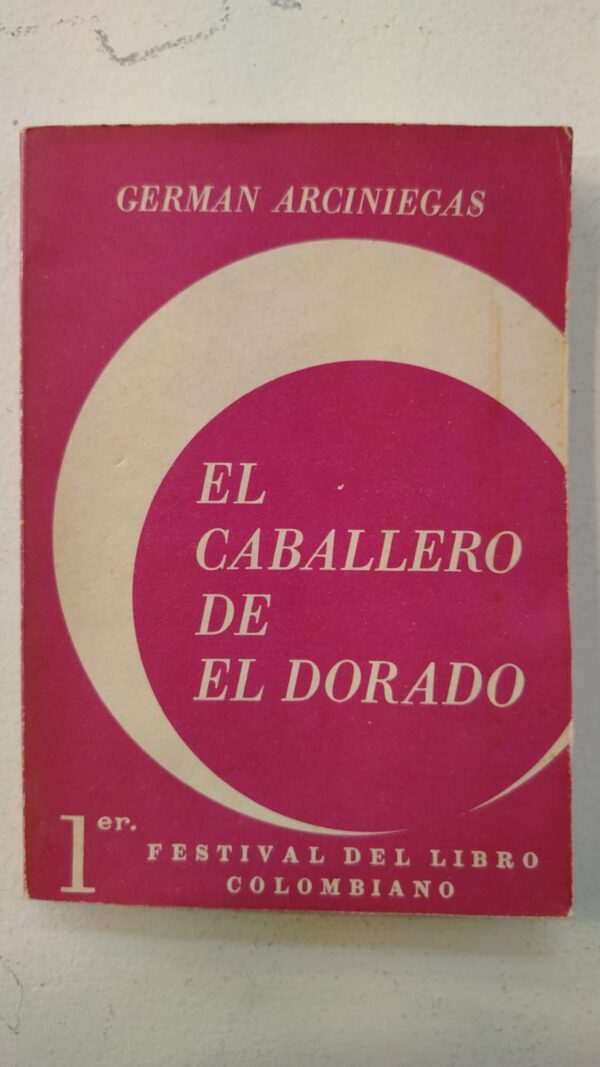 GERMAN ARCINIEGAS
EL
CABALLERO
DE
EL DORADO
1er.
FESTIVAL DEL LIBRO
COLOMBIANO